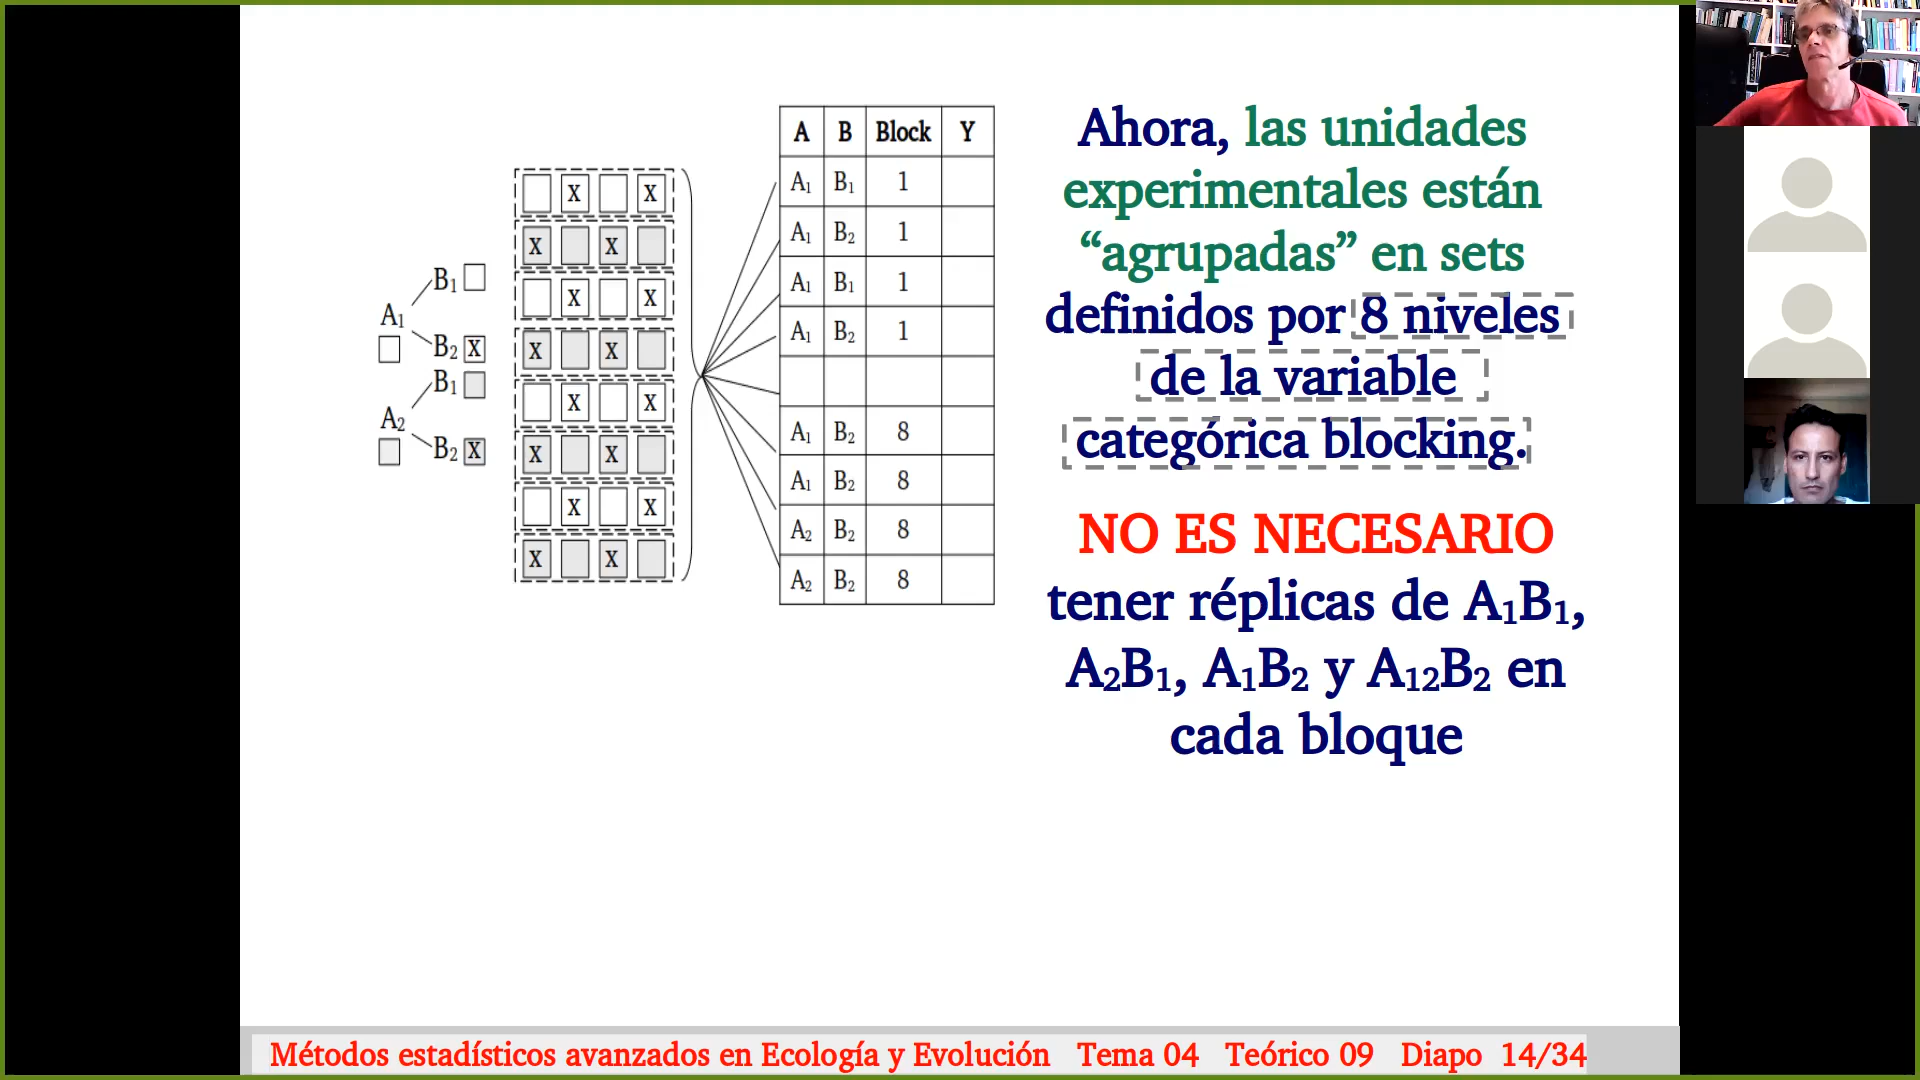 A B Block Y
A₁ B₁ 1
A₁ B₂ 1
A₁ B₁ 1
A₁ B₂ 1
A₁ B₂ 8
A₁ B₂ 8
A₂ B₂ 8
A₂ B₂ 8
x x
x x
x x
x x
x x
x x
x x
x x
B₁
A₁
B₂ x
B₁
A₂
B₂ x
Ahora, las unidades
experimentales están
“agrupadas” en sets
definidos por 8 niveles
de la variable
categórica blocking.
NO ES NECESARIO
tener réplicas de A₁B₁,
A₂B₁, A₁B₂ y A₁₂B₂ en
cada bloque
Métodos estadísticos avanzados en Ecología y Evolución Tema 04 Teórico 09 Diapo 14/34